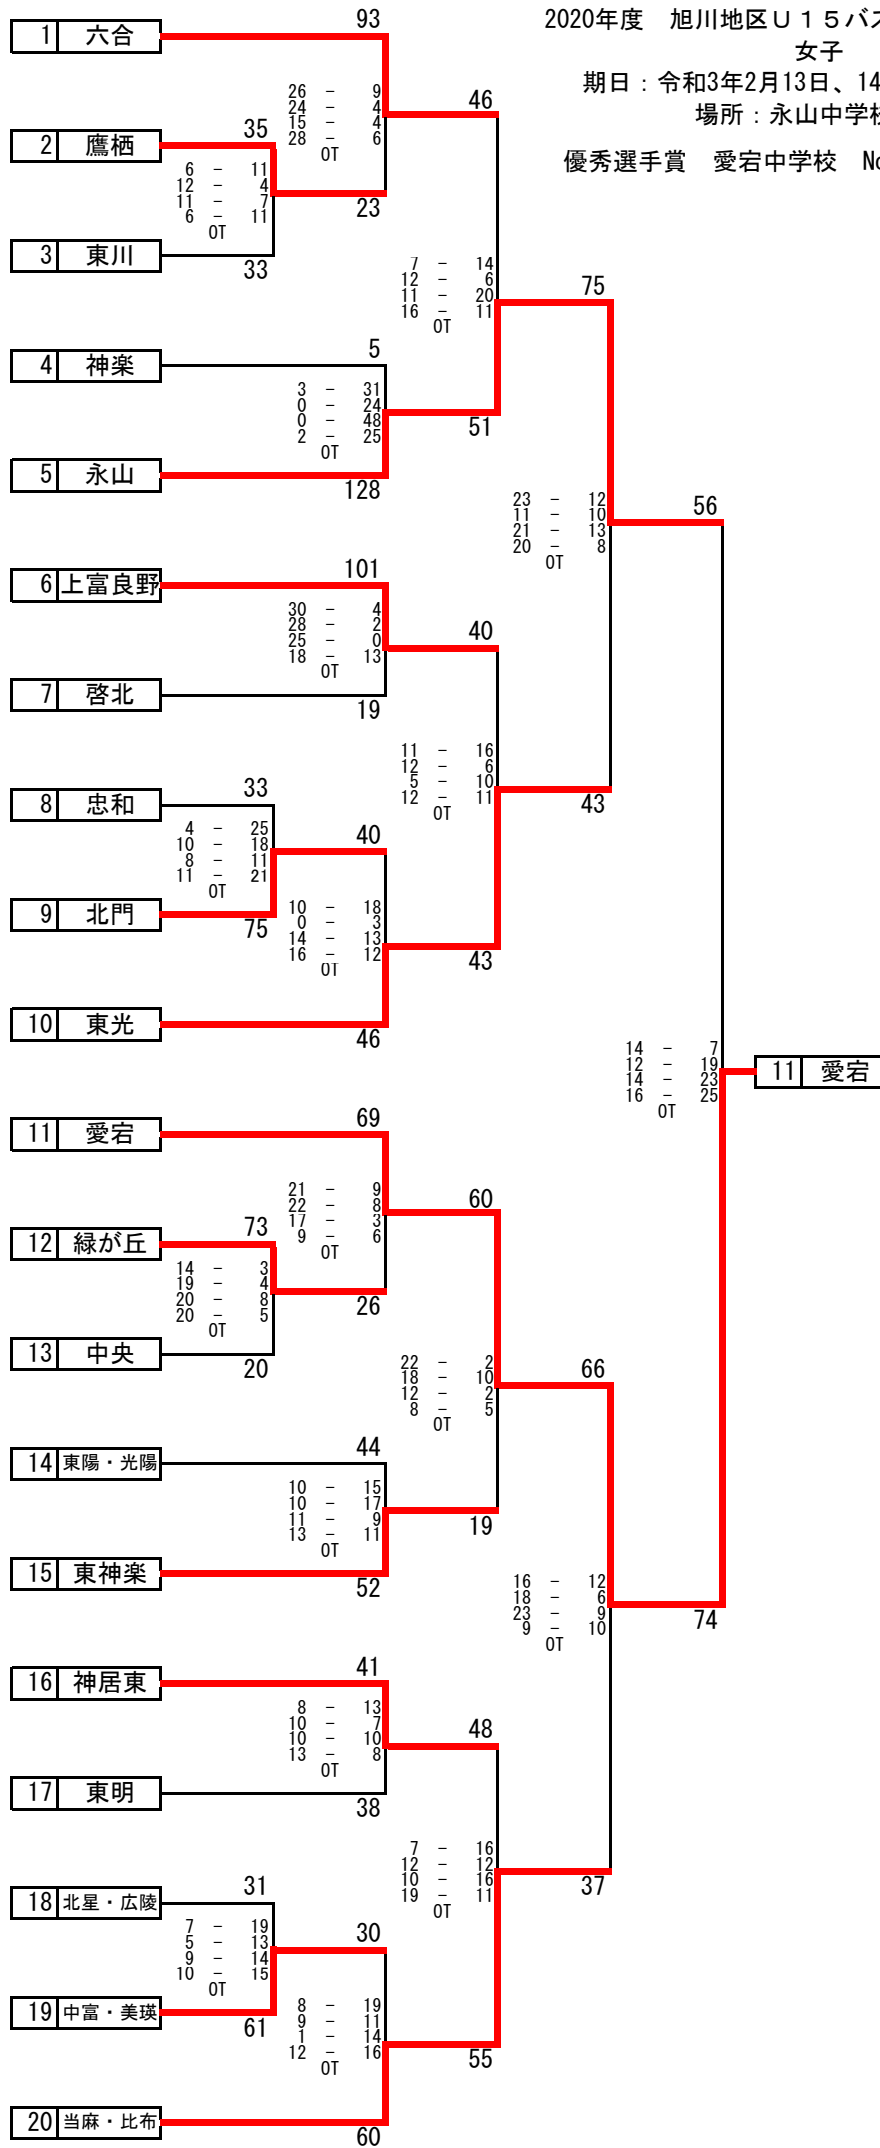 2020年度　旭川地区Ｕ１５バス
女子
期日：令和3年2月13日、14
場所：永山中学校
優秀選手賞　愛宕中学校　No
1 六合
93
26 - 9
24 - 4
15 - 4
28 - 6
OT
46
2 鷹栖
35
6 - 11
12 - 4
11 - 7
6 - 11
OT
23
3 東川
33
7 - 14
12 - 6
11 - 20
16 - 11
OT
75
4 神楽
5
3 - 31
0 - 24
0 - 48
2 - 25
OT
51
5 永山
128
23 - 12
11 - 10
21 - 13
20 - 8
OT
56
6 上富良野
101
30 - 4
28 - 2
25 - 0
18 - 13
OT
40
7 啓北
19
11 - 16
12 - 6
5 - 10
12 - 11
OT
43
8 忠和
33
4 - 25
10 - 18
8 - 11
11 - 21
OT
40
9 北門
75
10 - 18
0 - 3
14 - 13
16 - 12
OT
43
10 東光
46
14 - 7
12 - 19
14 - 23
16 - 25
OT
11 愛宕
11 愛宕
69
21 - 9
22 - 8
17 - 3
9 - 6
OT
60
12 緑が丘
73
14 - 3
19 - 4
20 - 8
20 - 5
OT
26
13 中央
20
22 - 2
18 - 10
12 - 2
8 - 5
OT
66
14 東陽・光陽
44
10 - 15
10 - 17
11 - 9
13 - 11
OT
19
15 東神楽
52
16 - 12
18 - 6
23 - 9
9 - 10
OT
74
16 神居東
41
8 - 13
10 - 7
10 - 10
13 - 8
OT
48
17 東明
38
7 - 16
12 - 12
10 - 16
19 - 11
OT
37
18 北星・広陵
31
7 - 19
5 - 13
9 - 14
10 - 15
OT
30
19 中富・美瑛
61
8 - 19
9 - 11
1 - 14
12 - 16
OT
55
20 当麻・比布
60